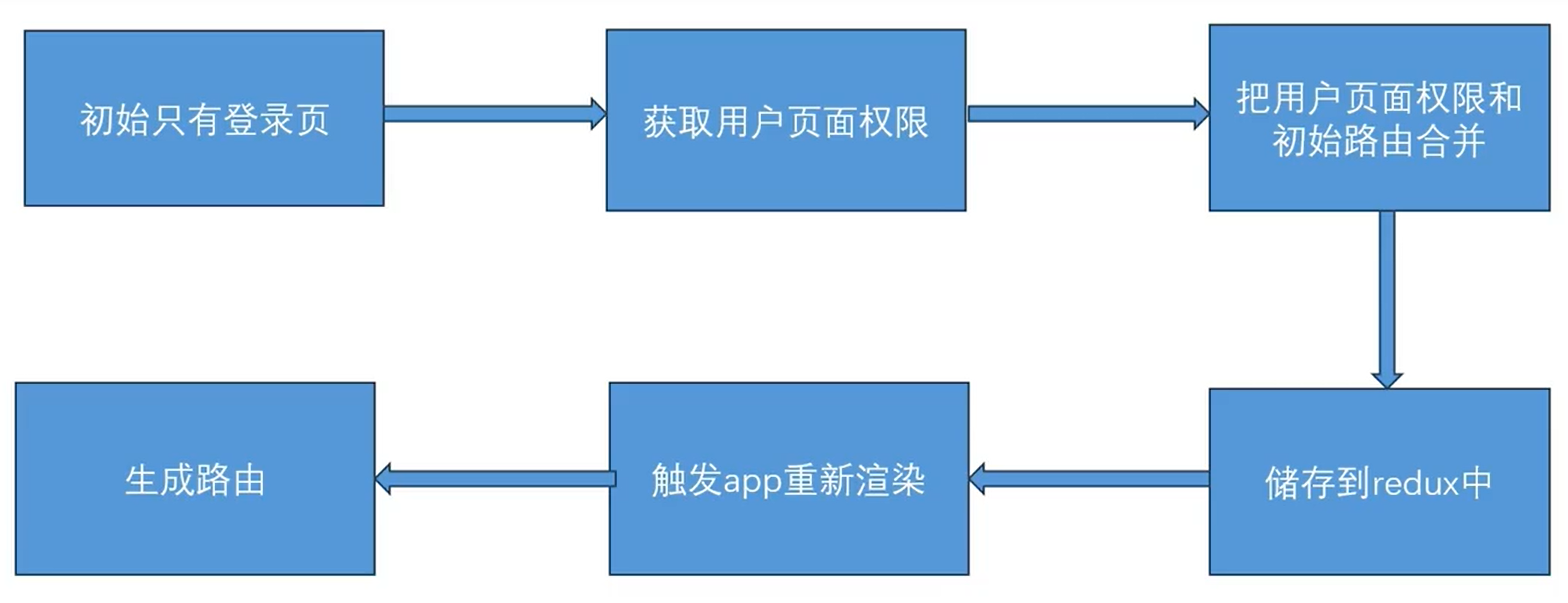 初始只有登录页
获取用户页面权限
把用户页面权限和
初始路由合并
储存到redux中
触发app重新渲染
生成路由